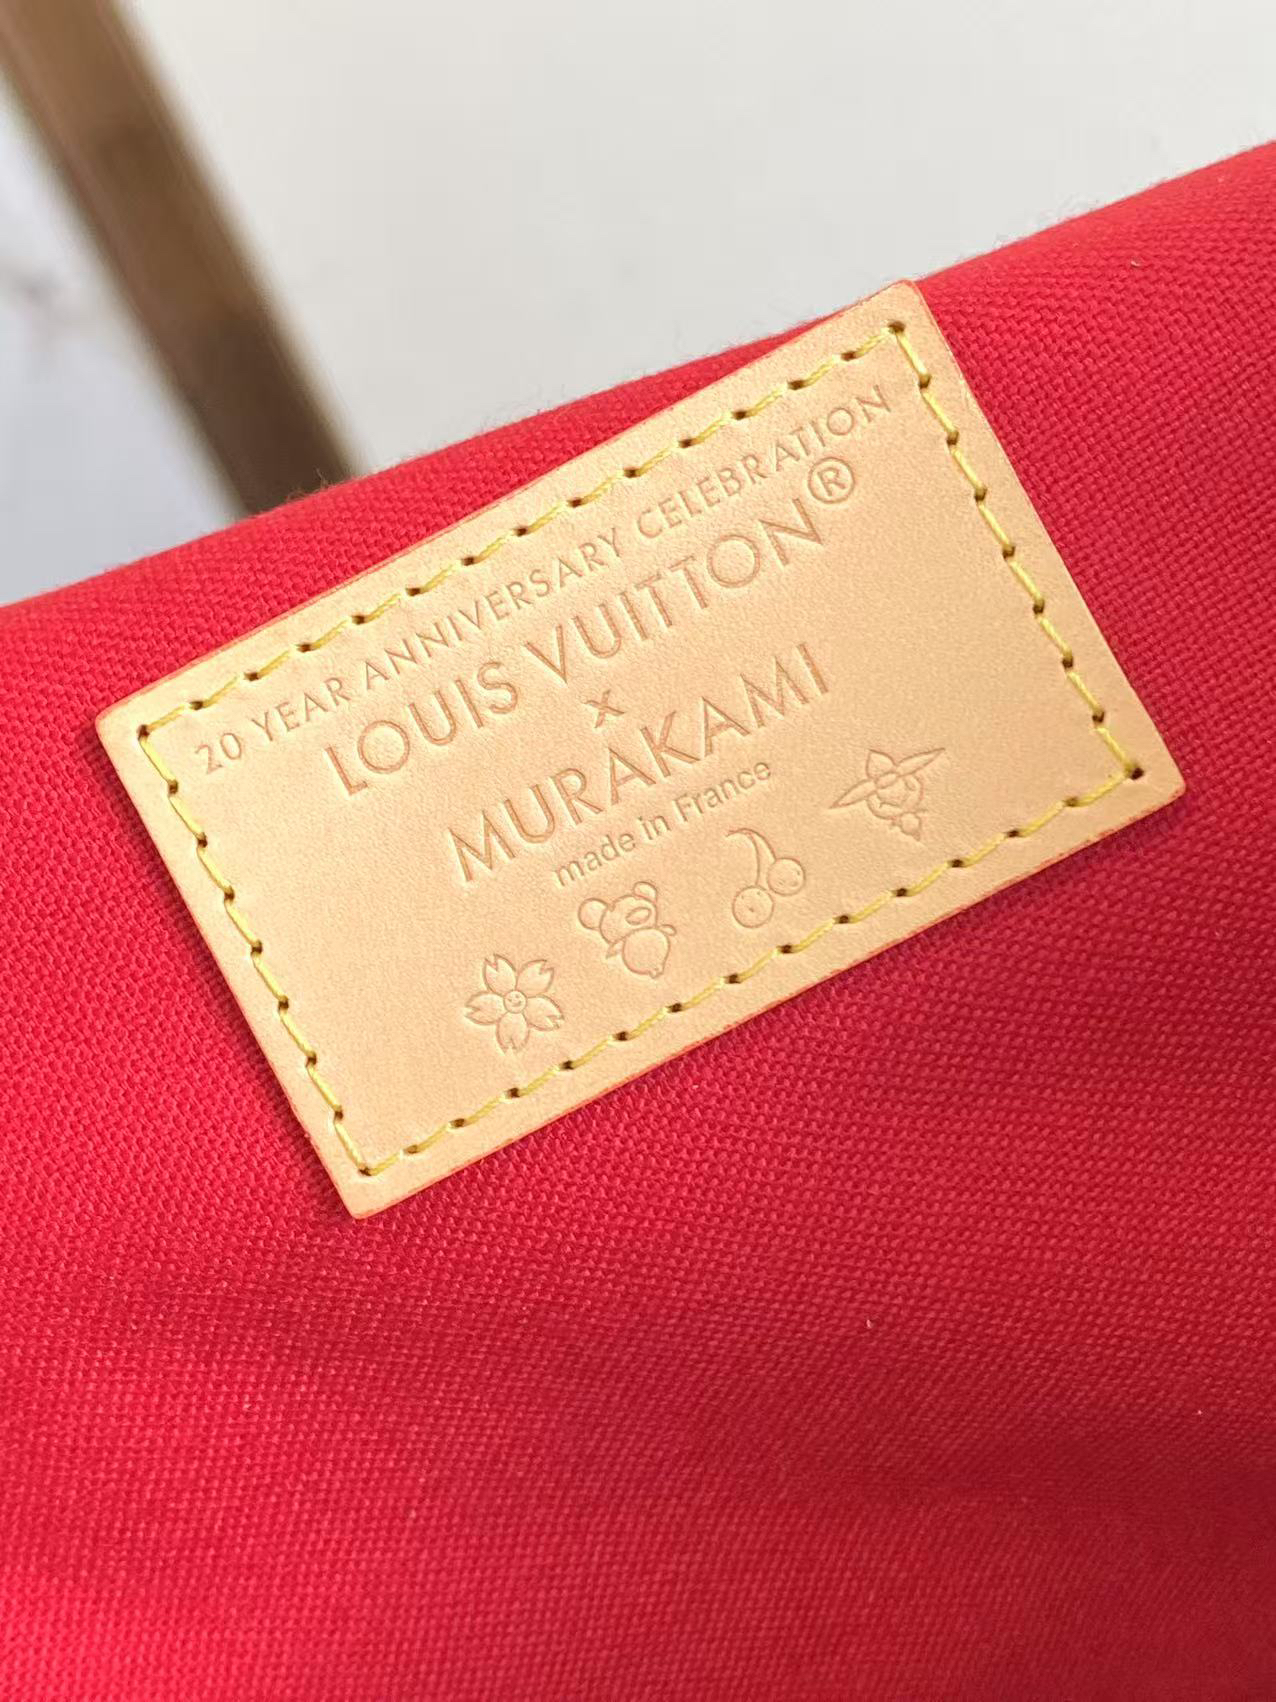 20 YEAR ANNIVERSARY CELEBRATION
LOUIS VUITTON®
x
MURAKAMI
made in France